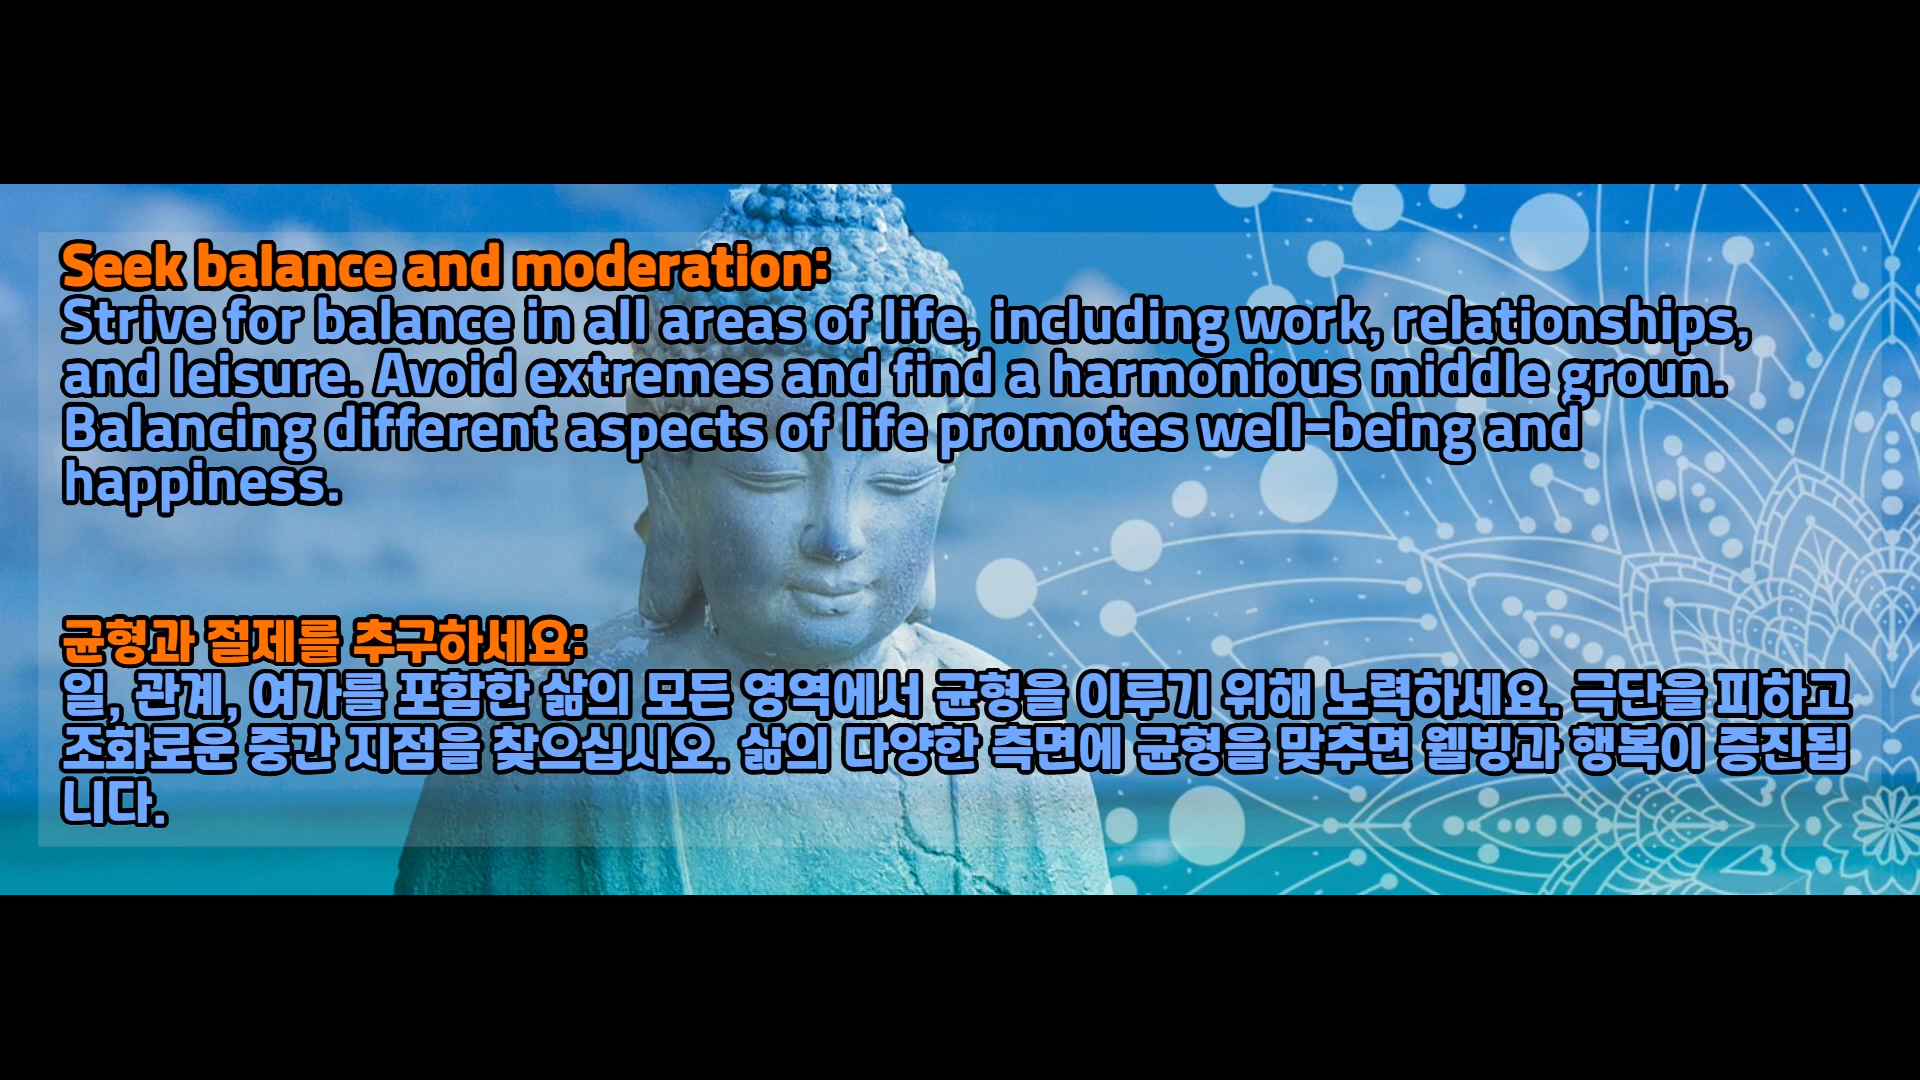 Seek balance and moderation:
Strive for balance in all areas of life, including work, relationships,
and leisure. Avoid extremes and find a harmonious middle groun.
Balancing different aspects of life promotes well-being and
happiness.
균형과 절제를 추구하세요:
일, 관계, 여가를 포함한 삶의 모든 영역에서 균형을 이루기 위해 노력하세요. 극단을 피하고
조화로운 중간 지점을 찾으십시오. 삶의 다양한 측면에 균형을 맞추면 웰빙과 행복이 증진됩
니다.